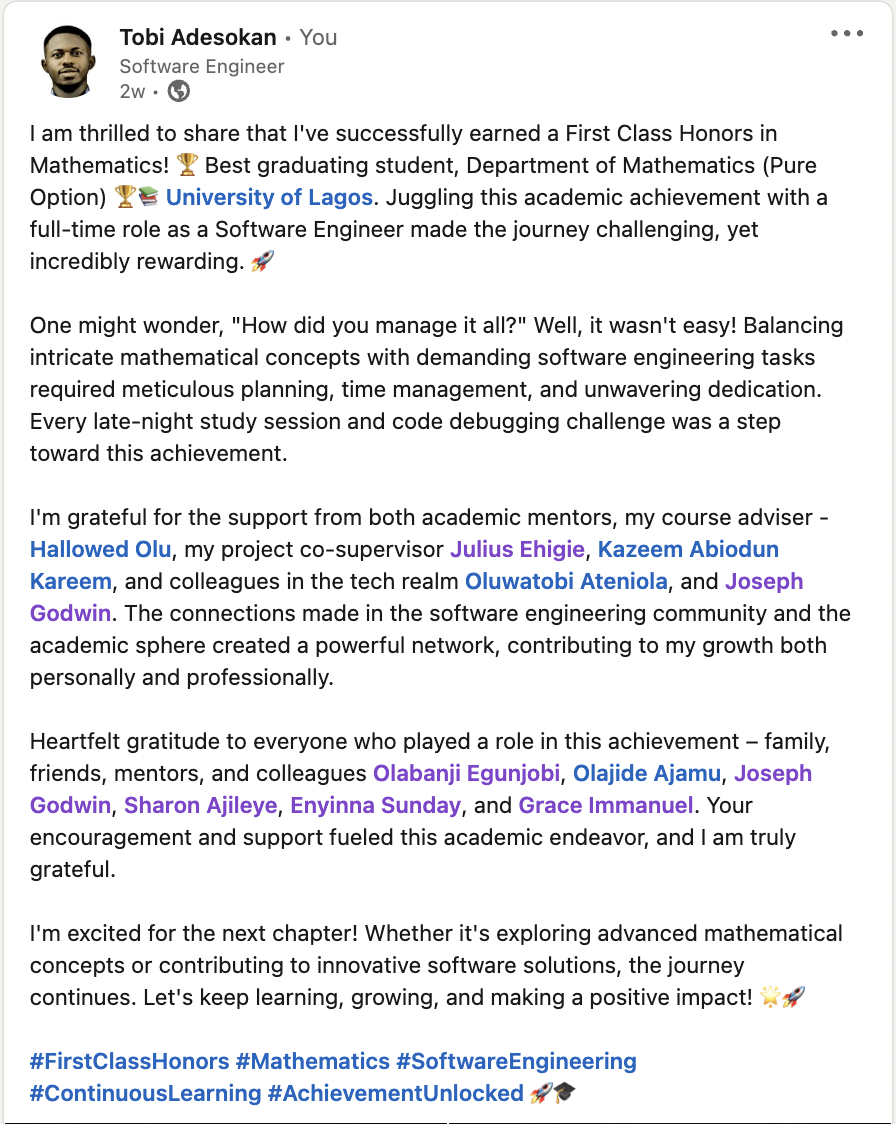 Tobi Adesokan • You
Software Engineer
2w •
I am thrilled to share that I've successfully earned a First Class Honors in
Mathematics! 🏆 Best graduating student, Department of Mathematics (Pure
Option) 🏆📚 University of Lagos. Juggling this academic achievement with a
full-time role as a Software Engineer made the journey challenging, yet
incredibly rewarding. 🚀
One might wonder, "How did you manage it all?" Well, it wasn't easy! Balancing
intricate mathematical concepts with demanding software engineering tasks
required meticulous planning, time management, and unwavering dedication.
Every late-night study session and code debugging challenge was a step
toward this achievement.
I'm grateful for the support from both academic mentors, my course adviser -
Hallowed Olu, my project co-supervisor Julius Ehigie, Kazeem Abiodun
Kareem, and colleagues in the tech realm Oluwatobi Ateniola, and Joseph
Godwin. The connections made in the software engineering community and the
academic sphere created a powerful network, contributing to my growth both
personally and professionally.
Heartfelt gratitude to everyone who played a role in this achievement – family,
friends, mentors, and colleagues Olabanji Egunjobi, Olajide Ajamu, Joseph
Godwin, Sharon Ajileye, Enyinna Sunday, and Grace Immanuel. Your
encouragement and support fueled this academic endeavor, and I am truly
grateful.
I'm excited for the next chapter! Whether it's exploring advanced mathematical
concepts or contributing to innovative software solutions, the journey
continues. Let's keep learning, growing, and making a positive impact! 🌟🚀
#FirstClassHonors #Mathematics #SoftwareEngineering
#ContinuousLearning #AchievementUnlocked 🚀🎓